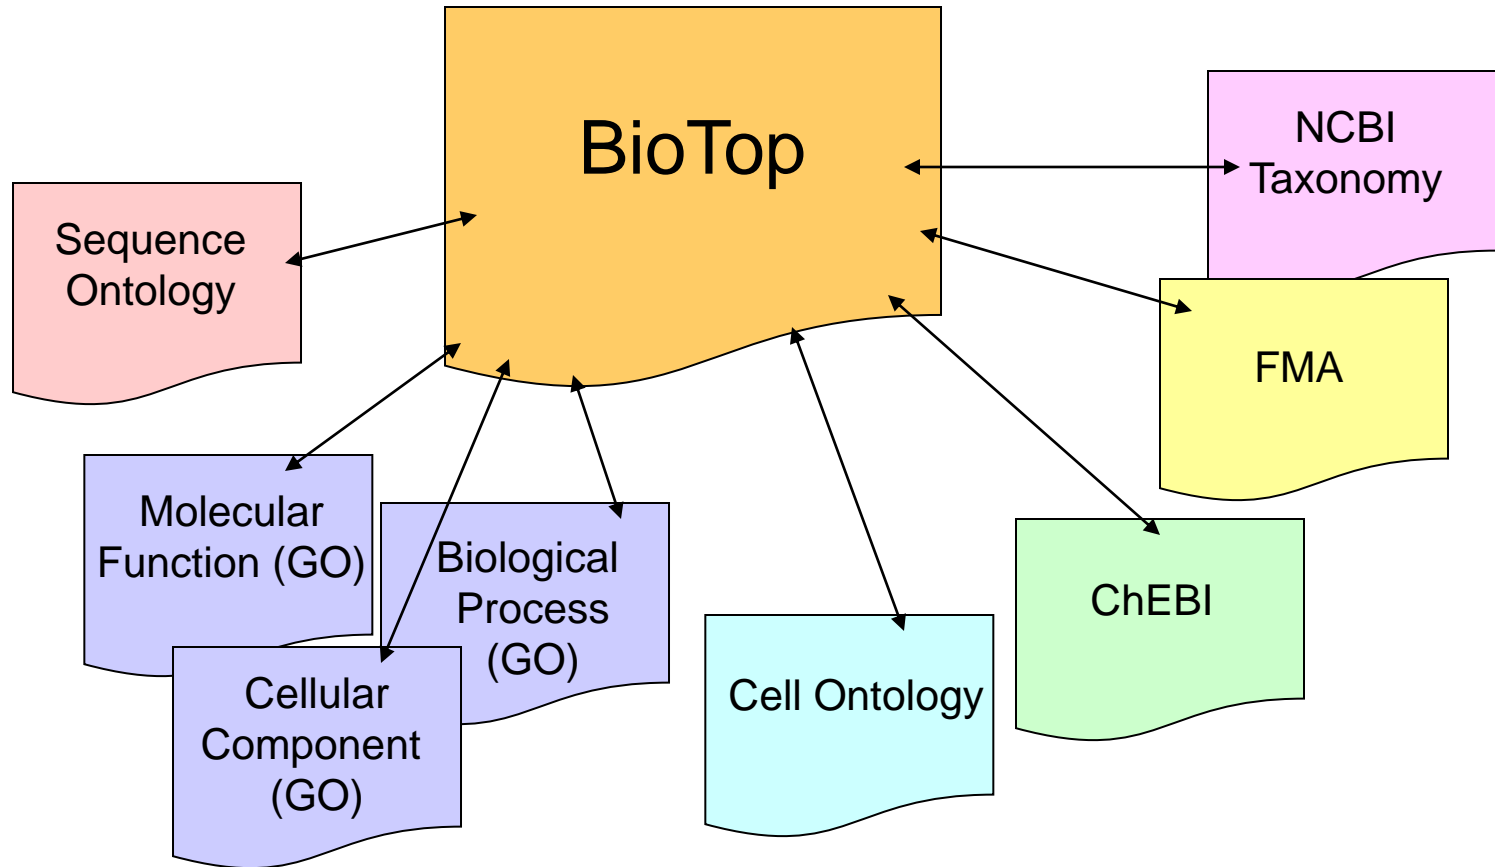 BioTop
NCBI
Taxonomy
Sequence
Ontology
FMA
Molecular
Function (GO)
Biological
Process
(GO)
ChEBI
Cell Ontology
Cellular
Component
(GO)